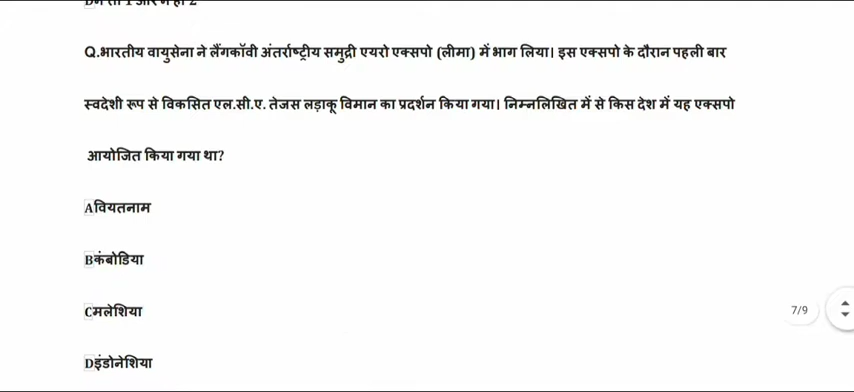 Q.भारतीय वायुसेना ने लैंगकॉवी अंतर्राष्ट्रीय समुद्री एयरो एक्सपो (लीमा) में भाग लिया। इस एक्सपो के दौरान पहली बार
स्वदेशी रूप से विकसित एल.सी.ए. तेजस लड़ाकू विमान का प्रदर्शन किया गया। निम्नलिखित में से किस देश में यह एक्सपो
आयोजित किया गया था?
Aवियतनाम
Bकंबोडिया
Cमलेशिया
7/9
Dइंडोनेशिया